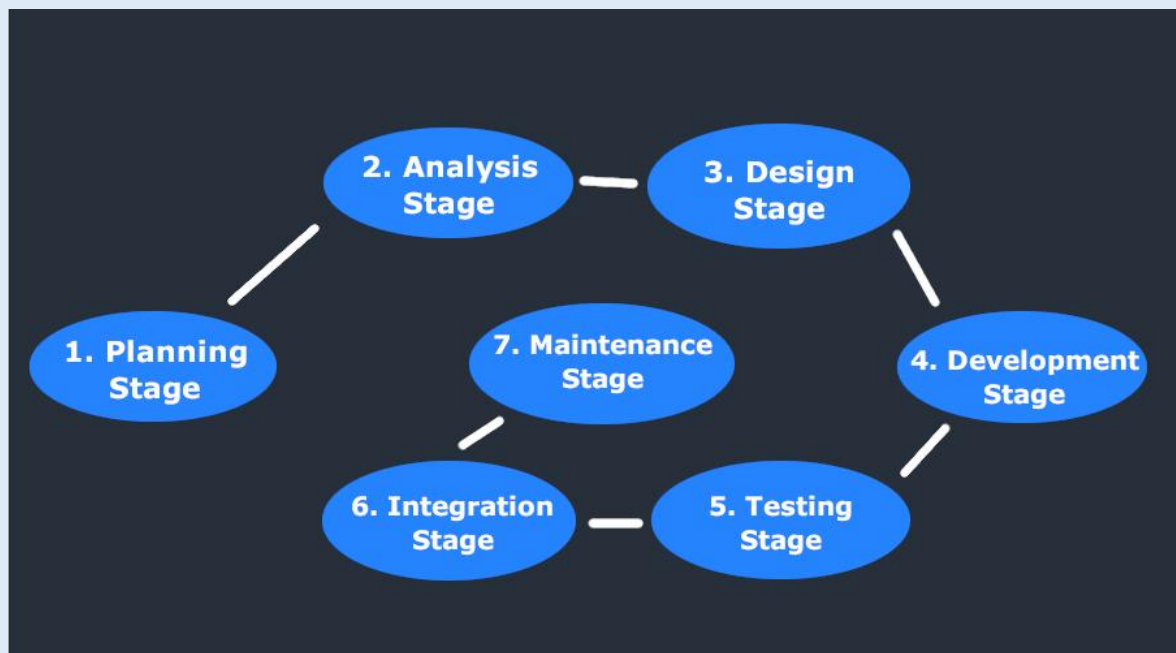 1. Planning
Stage
2. Analysis
Stage
3. Design
Stage
4. Development
Stage
5. Testing
Stage
6. Integration
Stage
7. Maintenance
Stage